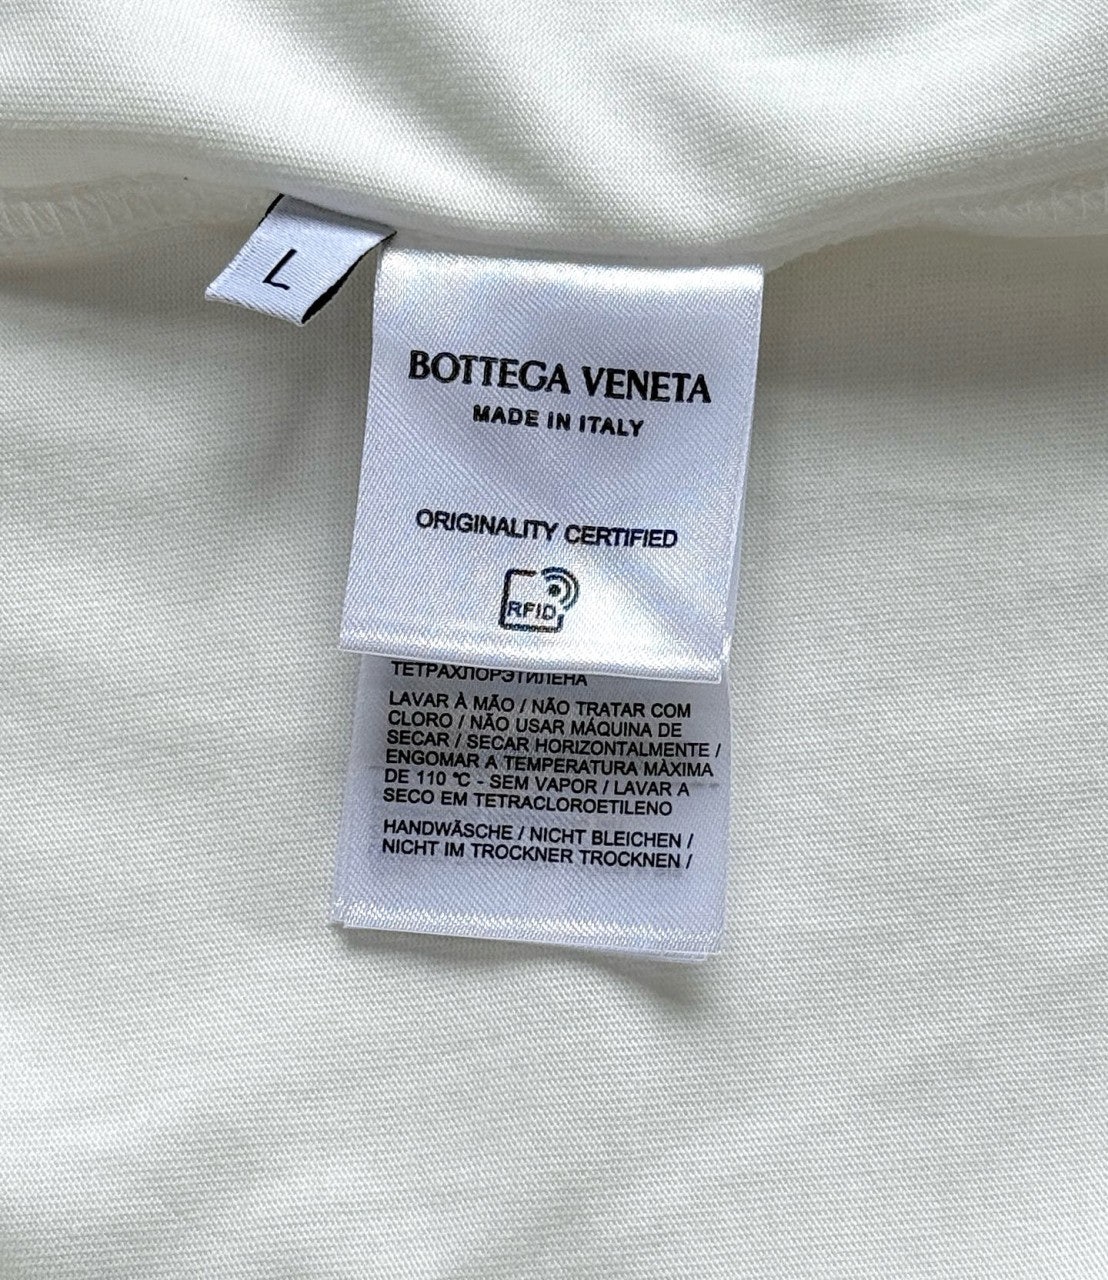 L
BOTTEGA VENETA
MADE IN ITALY
ORIGINALITY CERTIFIED
RFID
ТЕТРАХЛОРЭТИЛЕНА
LAVAR À MÃO / NÃO TRATAR COM
CLORO / NÃO USAR MÁQUINA DE
SECAR / SECAR HORIZONTALMENTE /
ENGOMAR A TEMPERATURA MÀXIMA
DE 110 °C - SEM VAPOR / LAVAR A
SECO EM TETRACLOROETILENO
HANDWÄSCHE / NICHT BLEICHEN /
NICHT IM TROCKNER TROCKNEN /